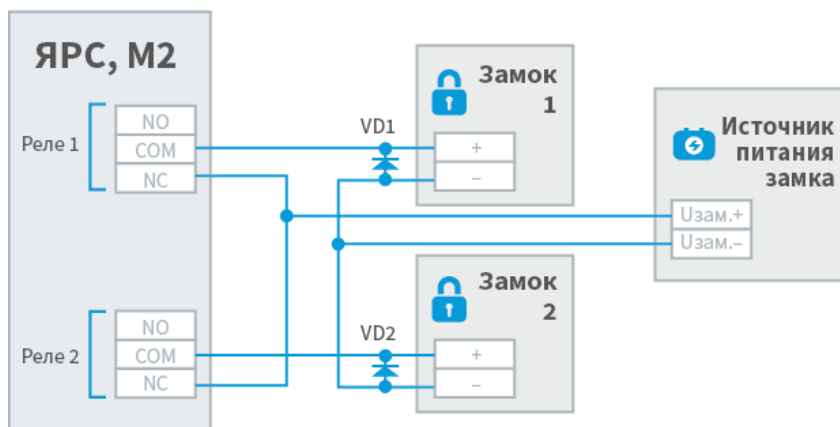 ЯРС, М2
Реле 1
NO
COM
NC
VD1
Замок
1
+
–
Источник
питания
замка
Uзам.+
Uзам.–
Реле 2
NO
COM
NC
VD2
Замок
2
+
–